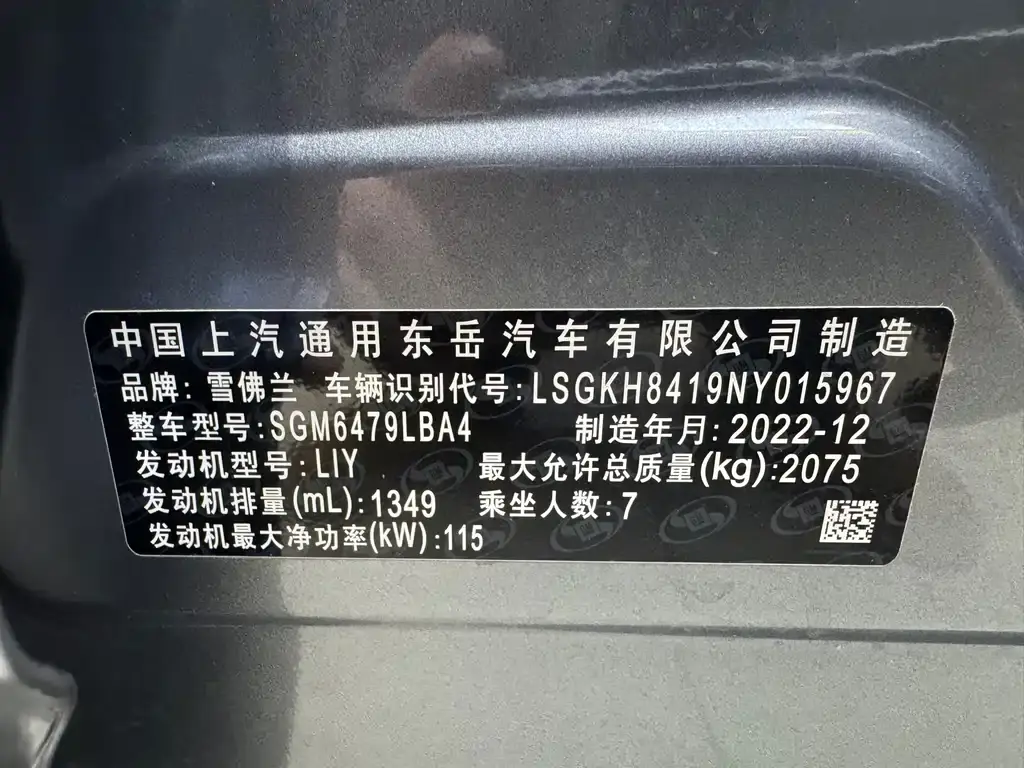 中国上汽通用东岳汽车有限公司制造
品牌: 雪佛兰 车辆识别代号:LSGKH8419NY015967
整车型号:SGM6479LBA4 制造年月:2022-12
发动机型号:LIY 最大允许总质量(kg):2075
发动机排量(mL):1349 乘坐人数:7
发动机最大净功率(kW):115